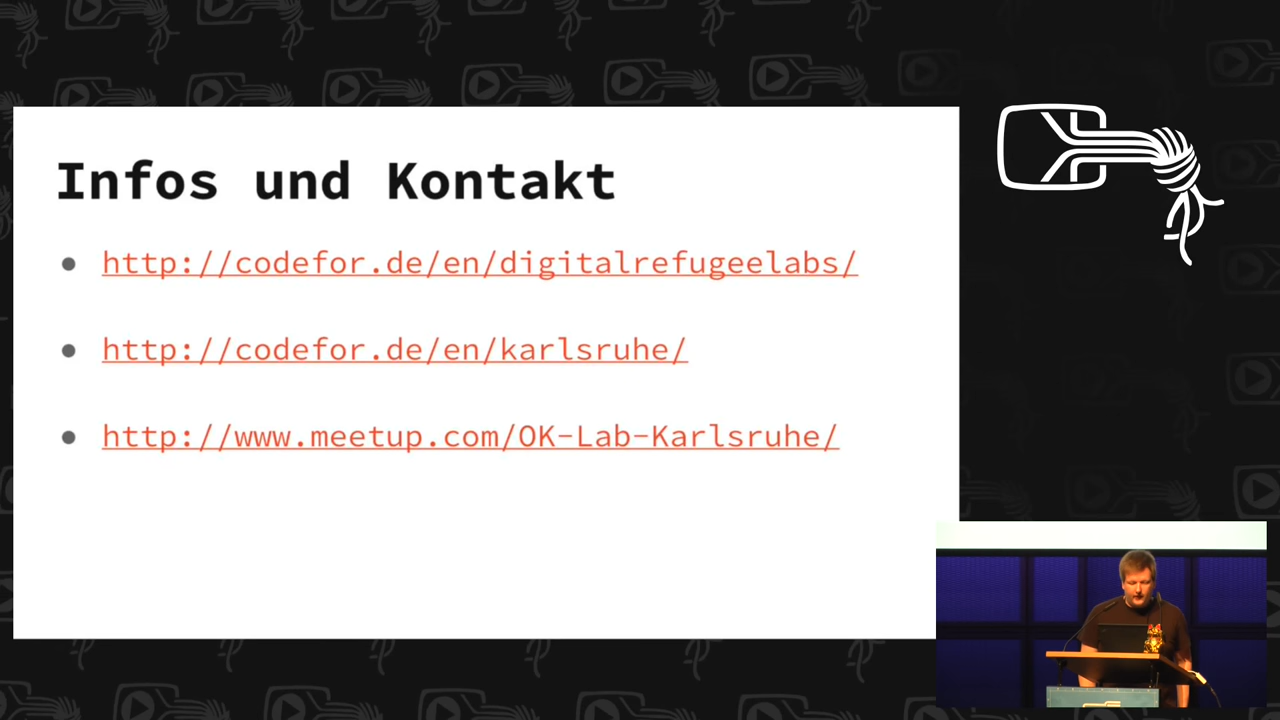 Infos und Kontakt
http://codefor.de/en/digitalrefugeelabs/
http://codefor.de/en/karlsruhe/
http://www.meetup.com/OK-Lab-Karlsruhe/